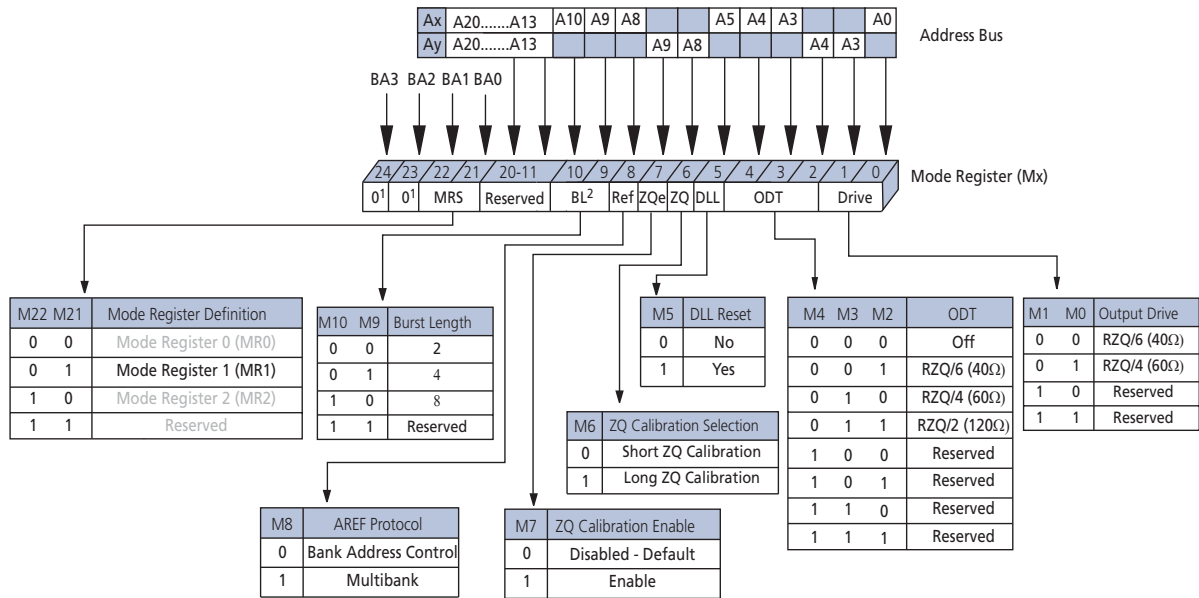 Ax A20.......A13 A10 A9 A8 A5 A4 A3 A0
Ay A20.......A13 A9 A8 A4 A3
Address Bus
BA3 BA2 BA1 BA0
24 23 22 21 20-11 10 9 8 7 6 5 4 3 2 1 0
Mode Register (Mx)
0¹ 0¹ MRS Reserved BL² Ref ZQe ZQ DLL ODT Drive
M22 M21 Mode Register Definition
0 0 Mode Register 0 (MR0)
0 1 Mode Register 1 (MR1)
1 0 Mode Register 2 (MR2)
1 1 Reserved
M10 M9 Burst Length
0 0 2
0 1 4
1 0 8
1 1 Reserved
M5 DLL Reset
0 No
1 Yes
M4 M3 M2 ODT
0 0 0 Off
0 0 1 RZQ/6 (40Ω)
0 1 0 RZQ/4 (60Ω)
0 1 1 RZQ/2 (120Ω)
1 0 0 Reserved
1 0 1 Reserved
1 1 0 Reserved
1 1 1 Reserved
M1 M0 Output Drive
0 0 RZQ/6 (40Ω)
0 1 RZQ/4 (60Ω)
1 0 Reserved
1 1 Reserved
M6 ZQ Calibration Selection
0 Short ZQ Calibration
1 Long ZQ Calibration
M8 AREF Protocol
0 Bank Address Control
1 Multibank
M7 ZQ Calibration Enable
0 Disabled - Default
1 Enable